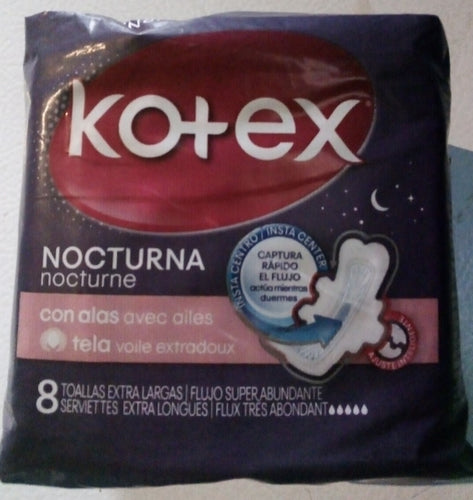 kotex
NOCTURNA
nocturne
INSTA CENTRO / INSTA CENTER
CAPTURA
RÁPIDO
EL FLUJO
actúa mientras
duermes
con alas avec ailes
tela voile extradoux
8 TOALLAS EXTRA LARGAS | FLUJO SUPER ABUNDANTE
SERVIETTES EXTRA LONGUES | FLUX TRÈS ABONDANT